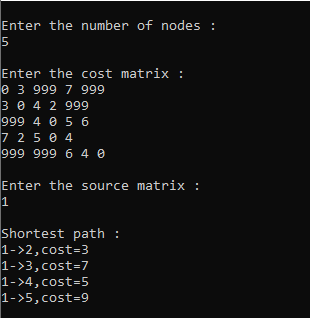 Enter the number of nodes :
5
Enter the cost matrix :
0 3 999 7 999
3 0 4 2 999
999 4 0 5 6
7 2 5 0 4
999 999 6 4 0
Enter the source matrix :
1
Shortest path :
1->2,cost=3
1->3,cost=7
1->4,cost=5
1->5,cost=9